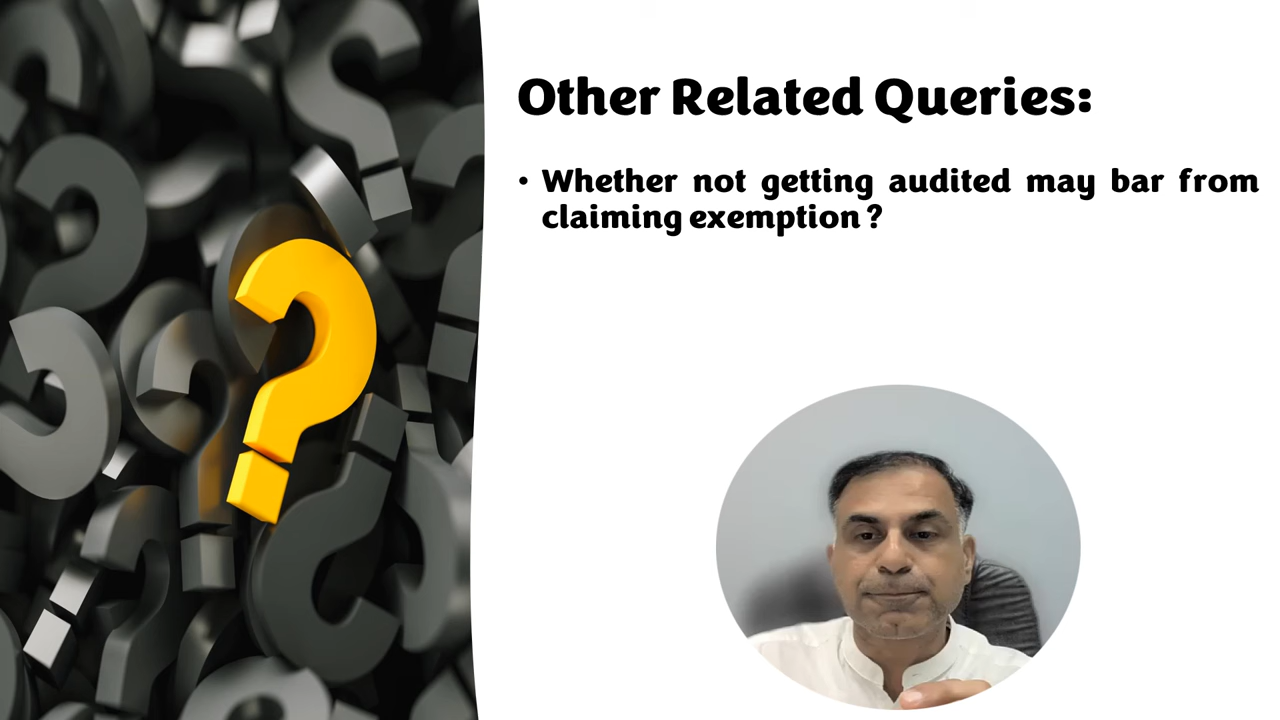 Other Related Queries:
• Whether not getting audited may bar from
claiming exemption ?